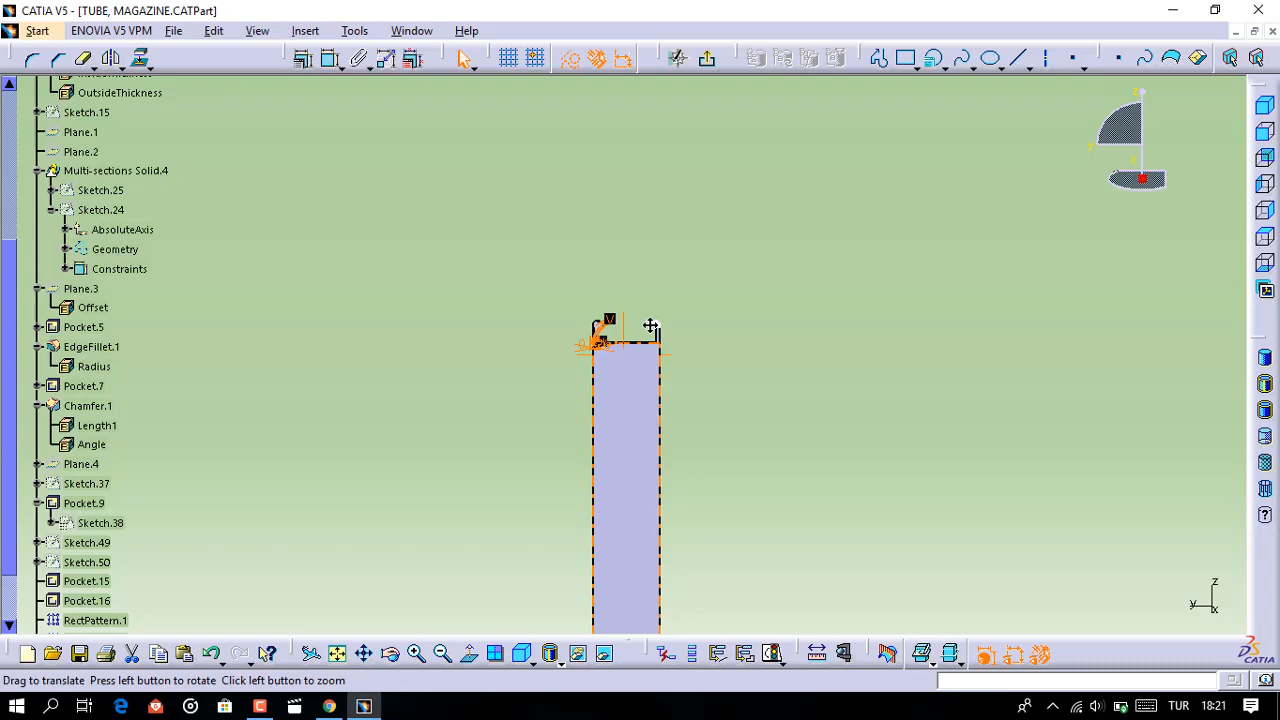 CATIA V5 - [TUBE, MAGAZINE.CATPart]
Start ENOVIA V5 VPM File Edit View Insert Tools Window Help
OutsideThickness
Sketch.15
Plane.1
Plane.2
Multi-sections Solid.4
Sketch.25
Sketch.24
AbsoluteAxis
Geometry
Constraints
Plane.3
Offset
Pocket.5
EdgeFillet.1
Radius
Pocket.7
Chamfer.1
Length1
Angle
Plane.4
Sketch.37
Pocket.9
Sketch.38
Sketch.49
Sketch.50
Pocket.15
Pocket.16
RectPattern.1
z
y
V
z
y
x
CATIA
Drag to translate Press left button to rotate Click left button to zoom
TUR 18:21